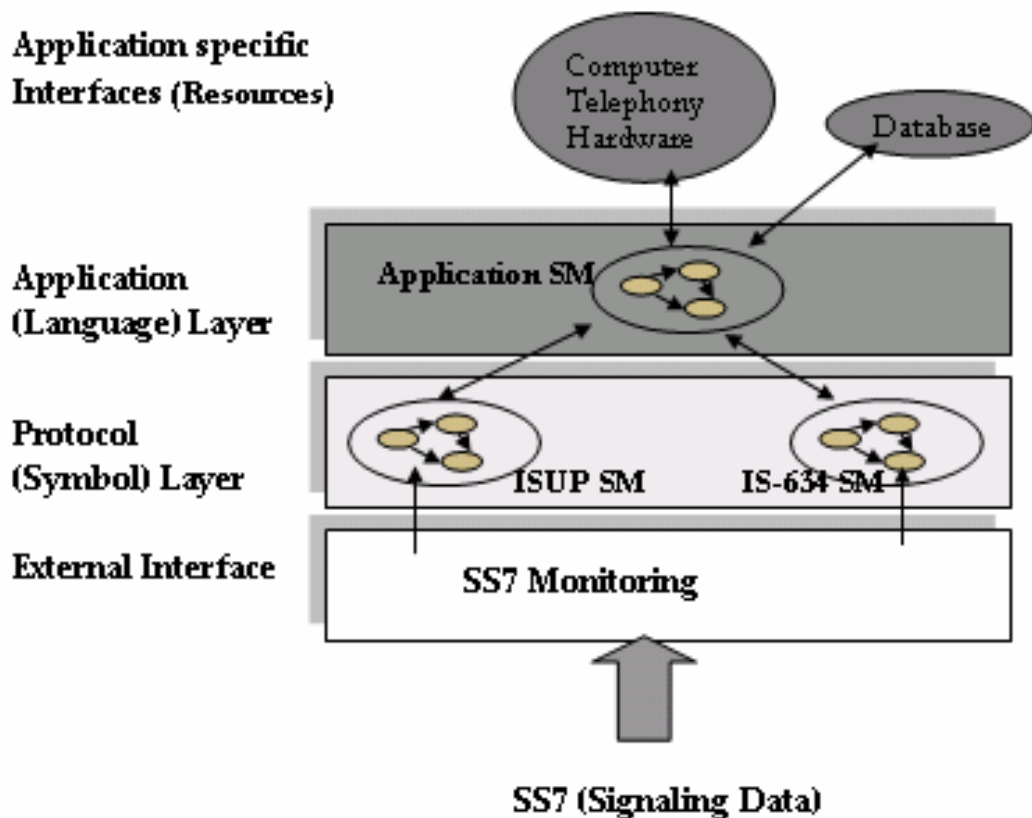 Application specific
Interfaces (Resources)
Computer
Telephony
Hardware
Database
Application
(Language) Layer
Application SM
Protocol
(Symbol) Layer
ISUP SM
IS-634 SM
External Interface
SS7 Monitoring
SS7 (Signaling Data)